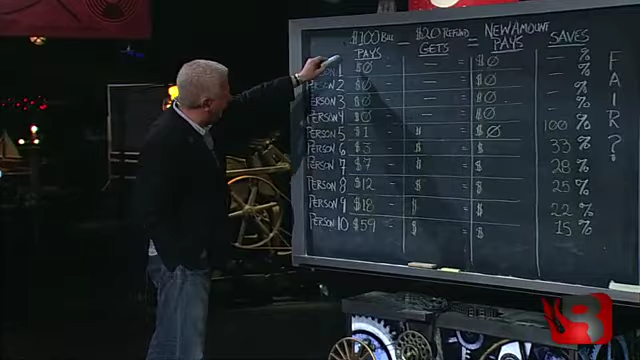 $100 Bill - $20 Refund = New Amount
PAYS GETS PAYS SAVES
1 $0 - = $0 - %
PERSON 2 $0 - - = $0 - %
PERSON 3 $0 - - = $0 - %
PERSON 4 $0 - - = $0 - %
PERSON 5 $1 - $ = $0 100 %
PERSON 6 $3 - $ = $ 33 %
PERSON 7 $7 - $ = $ 28 %
PERSON 8 $12 - $ = $ 25 %
PERSON 9 $18 - $ = $ 22 %
PERSON 10 $59 - $ = $ 15 %
FAIR?